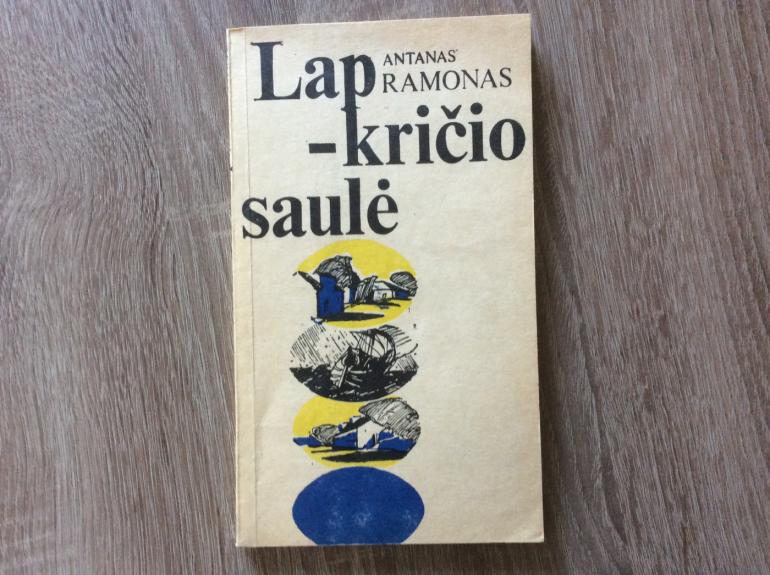 ANTANAS
RAMONAS
Lap
-kričio
saulė